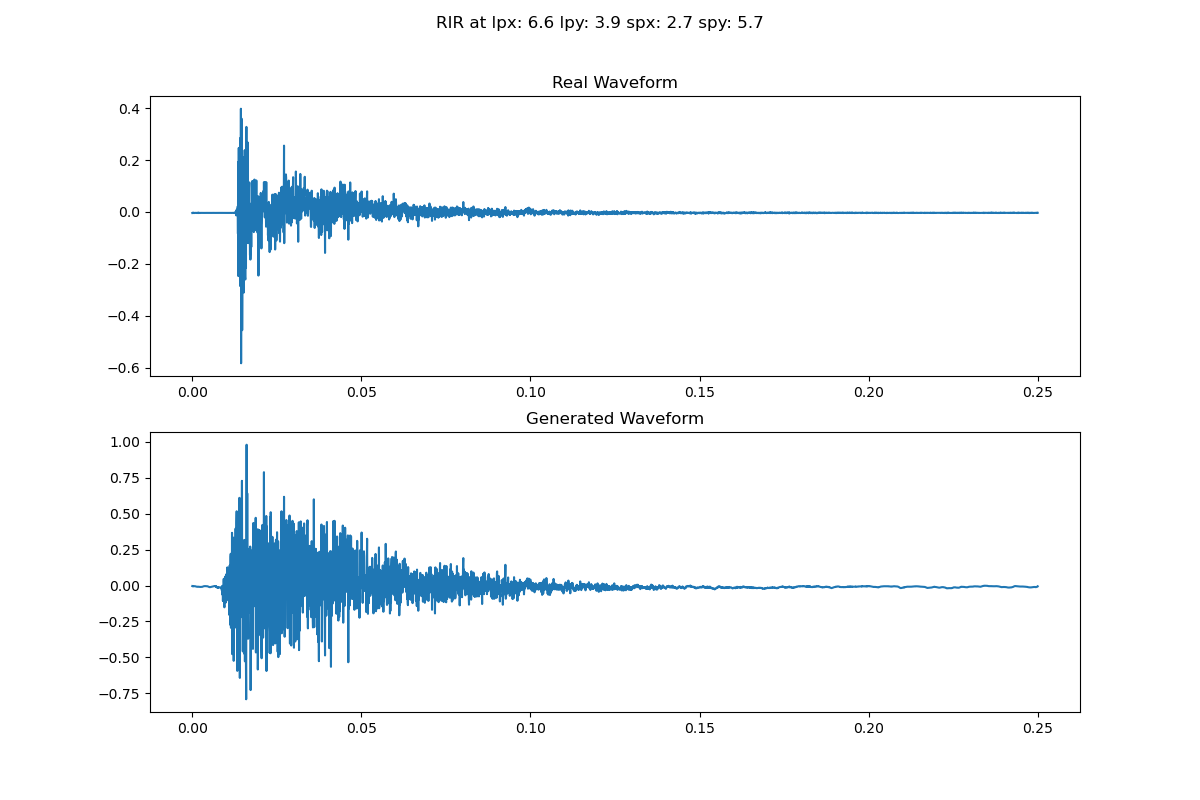 RIR at lpx: 6.6 lpy: 3.9 spx: 2.7 spy: 5.7
Real Waveform
0.4
0.2
0.0
−0.2
−0.4
−0.6
0.00 0.05 0.10 0.15 0.20 0.25
Generated Waveform
1.00
0.75
0.50
0.25
0.00
−0.25
−0.50
−0.75
0.00 0.05 0.10 0.15 0.20 0.25